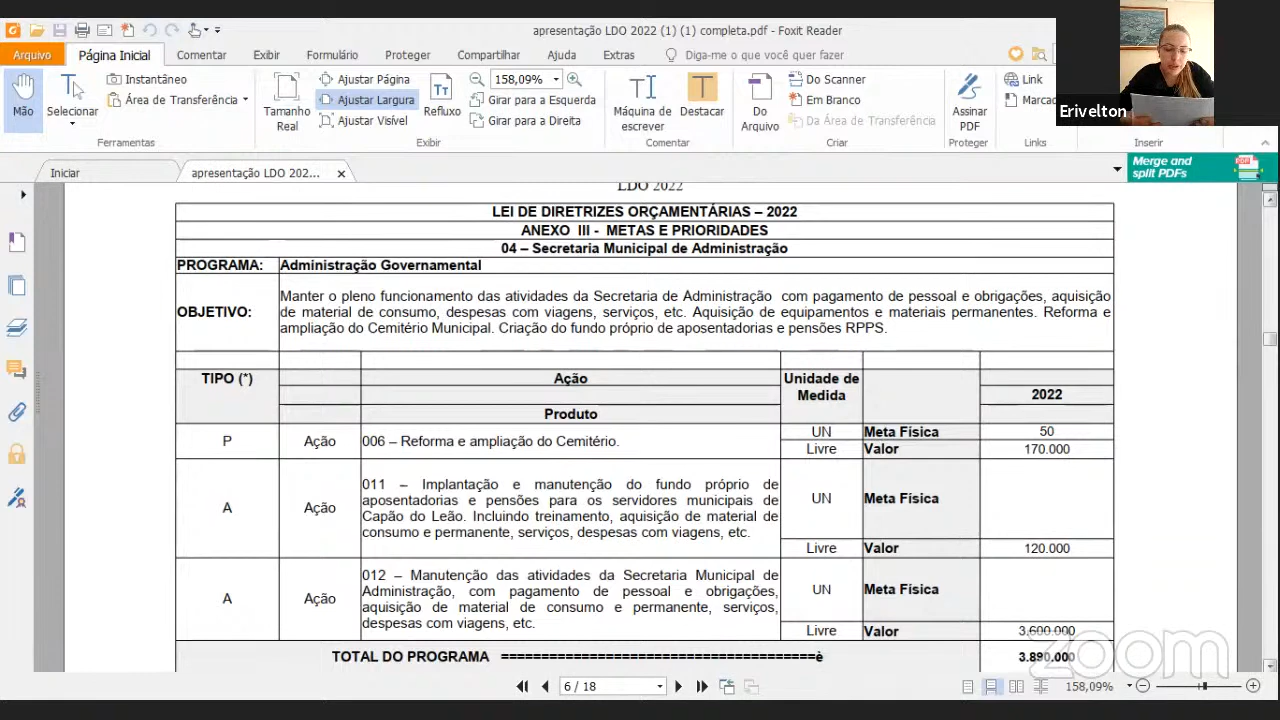 apresentação LDO 2022 (1) (1) completa.pdf - Foxit Reader
Arquivo Página Inicial Comentar Exibir Formulário Proteger Compartilhar Ajuda Extras Diga-me o que você quer fazer
Mão
Selecionar
Instantâneo
Área de Transferência
Ferramentas
Tamanho Real
Ajustar Página
Ajustar Largura
Ajustar Visível
Refluxo
158,09%
Girar para a Esquerda
Girar para a Direita
Exibir
Máquina de escrever
Destacar
Comentar
Do Arquivo
Do Scanner
Em Branco
Da Área de Transferência
Criar
Assinar PDF
Proteger
Link
Marcad
Links
Inserir
Erivelton
Iniciar
apresentação LDO 202...
Merge and
split PDFs
LDO 2022
LEI DE DIRETRIZES ORÇAMENTÁRIAS – 2022
ANEXO III - METAS E PRIORIDADES
04 – Secretaria Municipal de Administração
PROGRAMA: Administração Governamental
OBJETIVO:
Manter o pleno funcionamento das atividades da Secretaria de Administração com pagamento de pessoal e obrigações, aquisição
de material de consumo, despesas com viagens, serviços, etc. Aquisição de equipamentos e materiais permanentes. Reforma e
ampliação do Cemitério Municipal. Criação do fundo próprio de aposentadorias e pensões RPPS.
TIPO (*) Ação Unidade de
Medida
2022
Produto
P Ação 006 – Reforma e ampliação do Cemitério. UN Meta Física 50
Livre Valor 170.000
A Ação
011 – Implantação e manutenção do fundo próprio de
aposentadorias e pensões para os servidores municipais de
Capão do Leão. Incluindo treinamento, aquisição de material de
consumo e permanente, serviços, despesas com viagens, etc.
UN Meta Física
Livre Valor 120.000
A Ação
012 – Manutenção das atividades da Secretaria Municipal de
Administração, com pagamento de pessoal e obrigações,
aquisição de material de consumo e permanente, serviços,
despesas com viagens, etc.
UN Meta Física
Livre Valor 3.600.000
TOTAL DO PROGRAMA =======================================è 3.890.000
zoom
6 / 18
158,09%